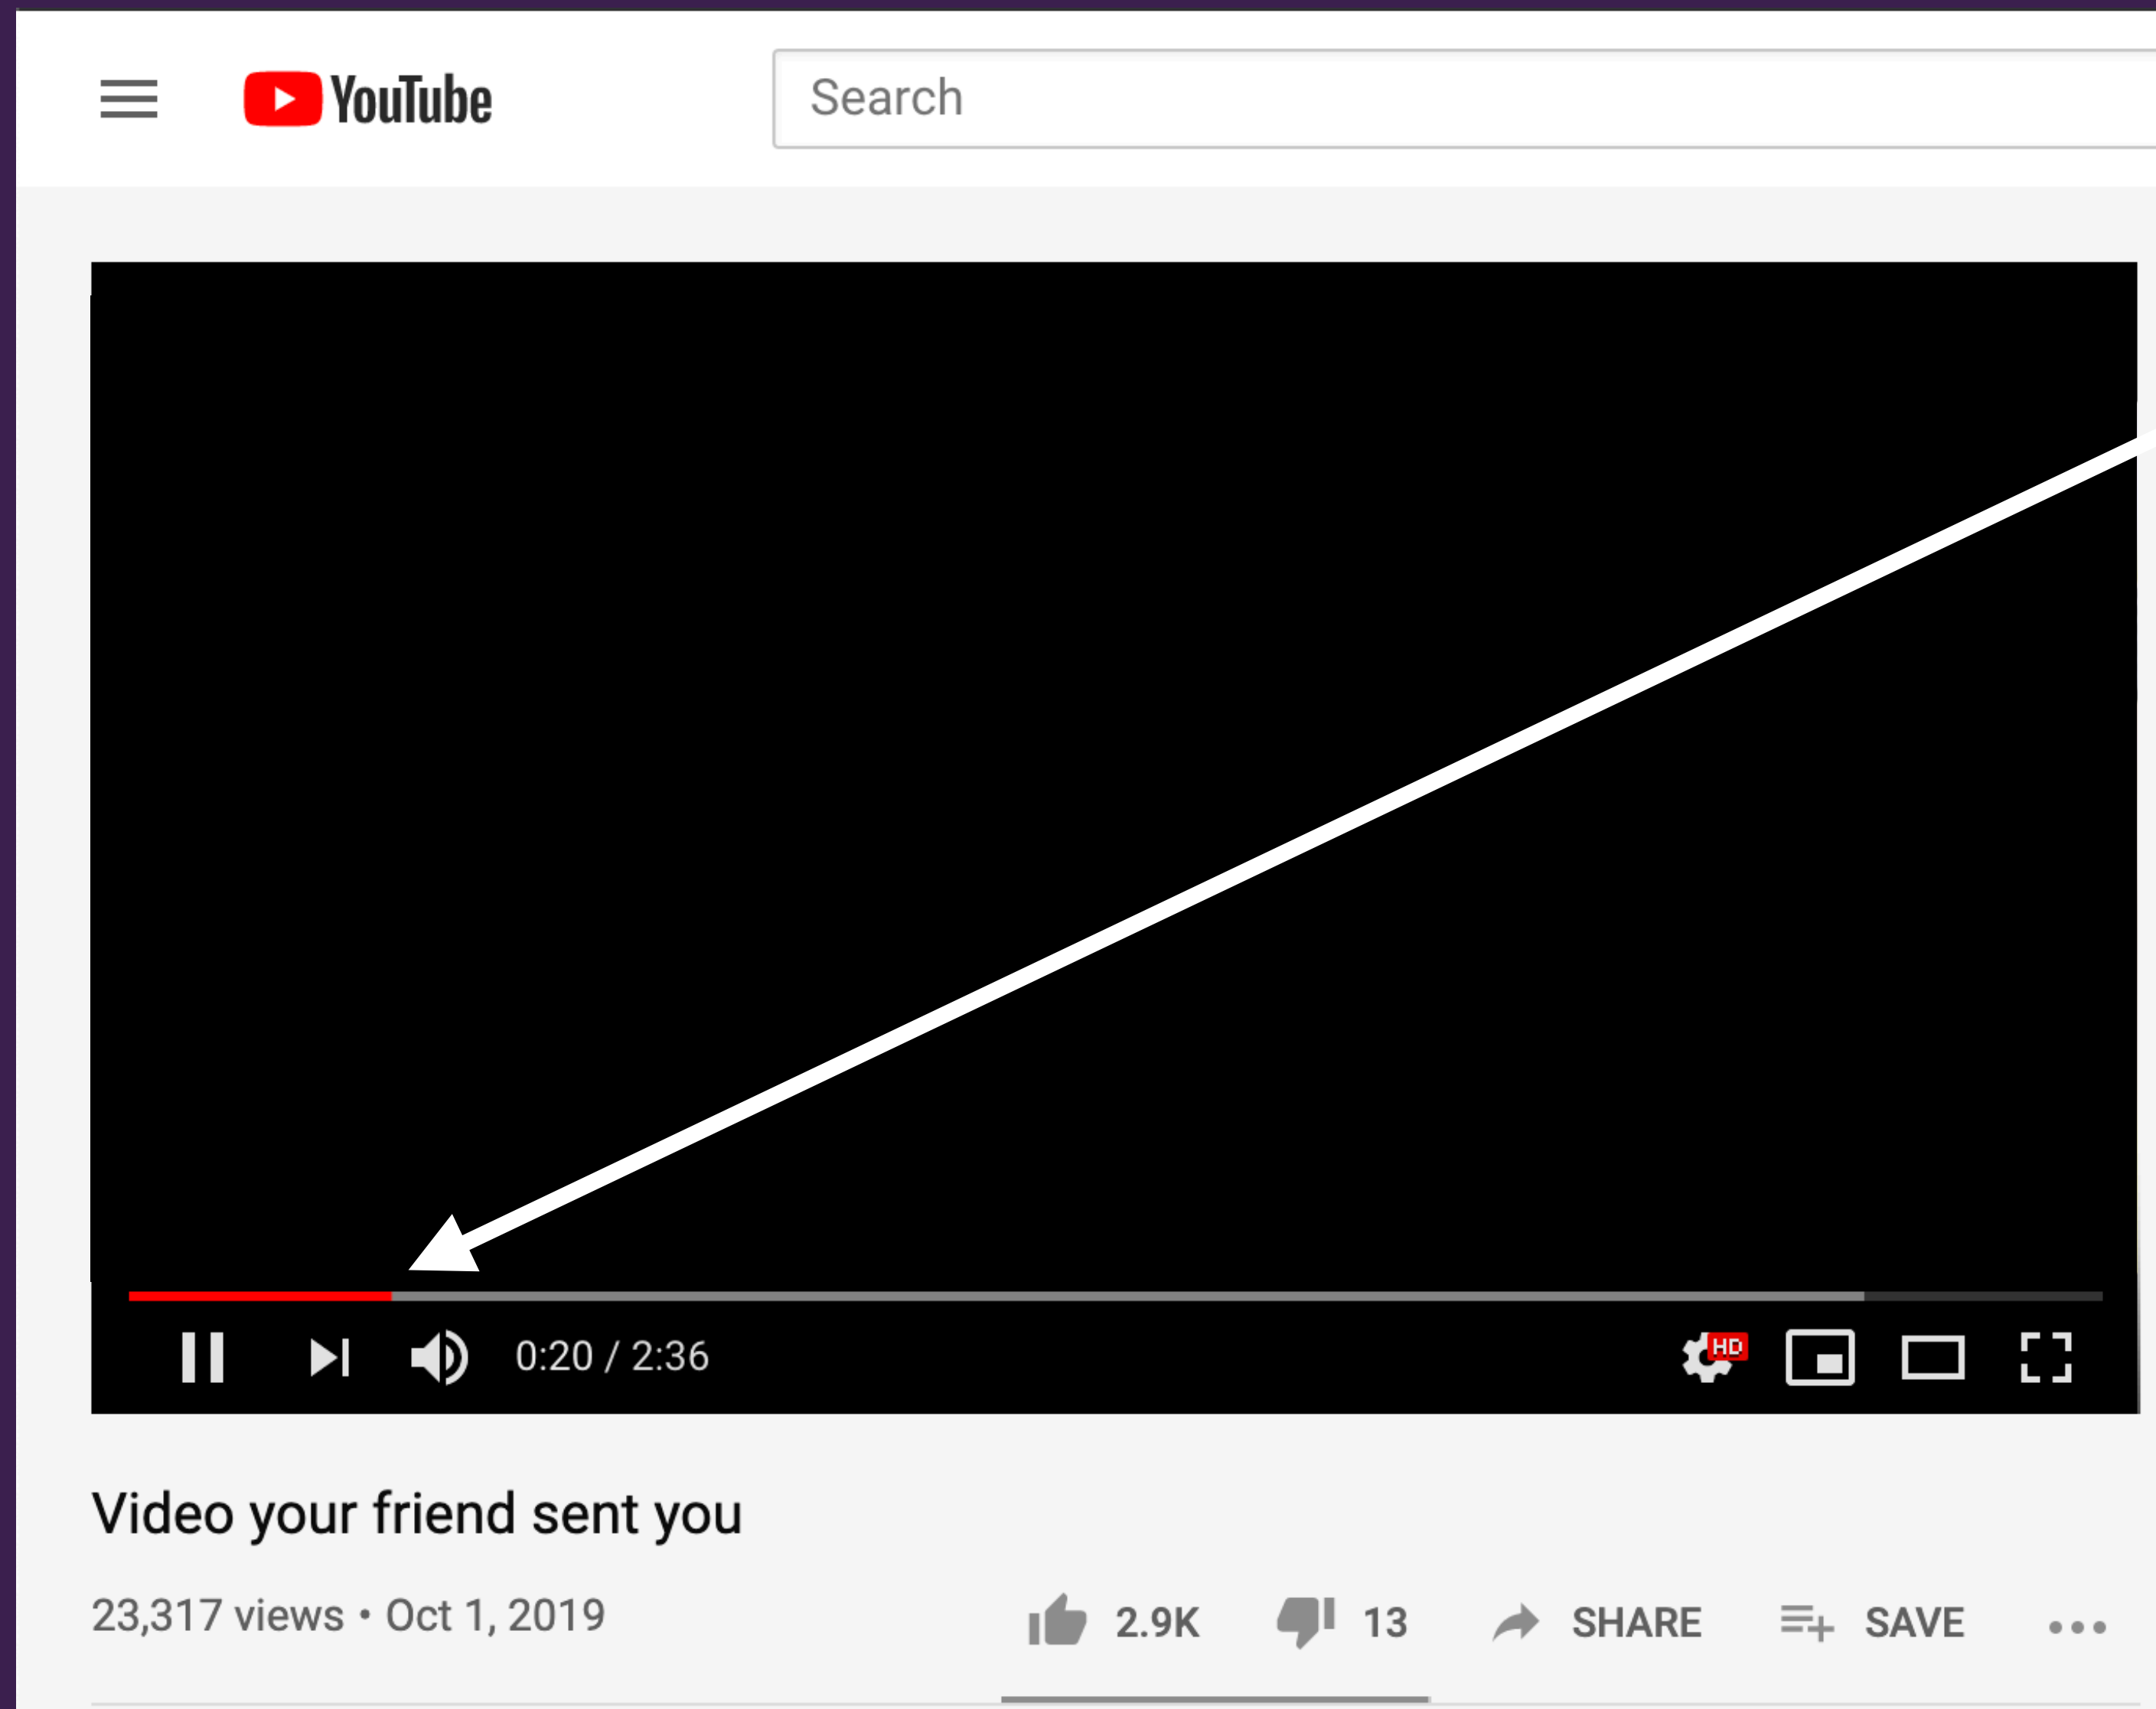 YouTube
Search
0:20 / 2:36
HD
Video your friend sent you
23,317 views • Oct 1, 2019
2.9K 13 SHARE SAVE